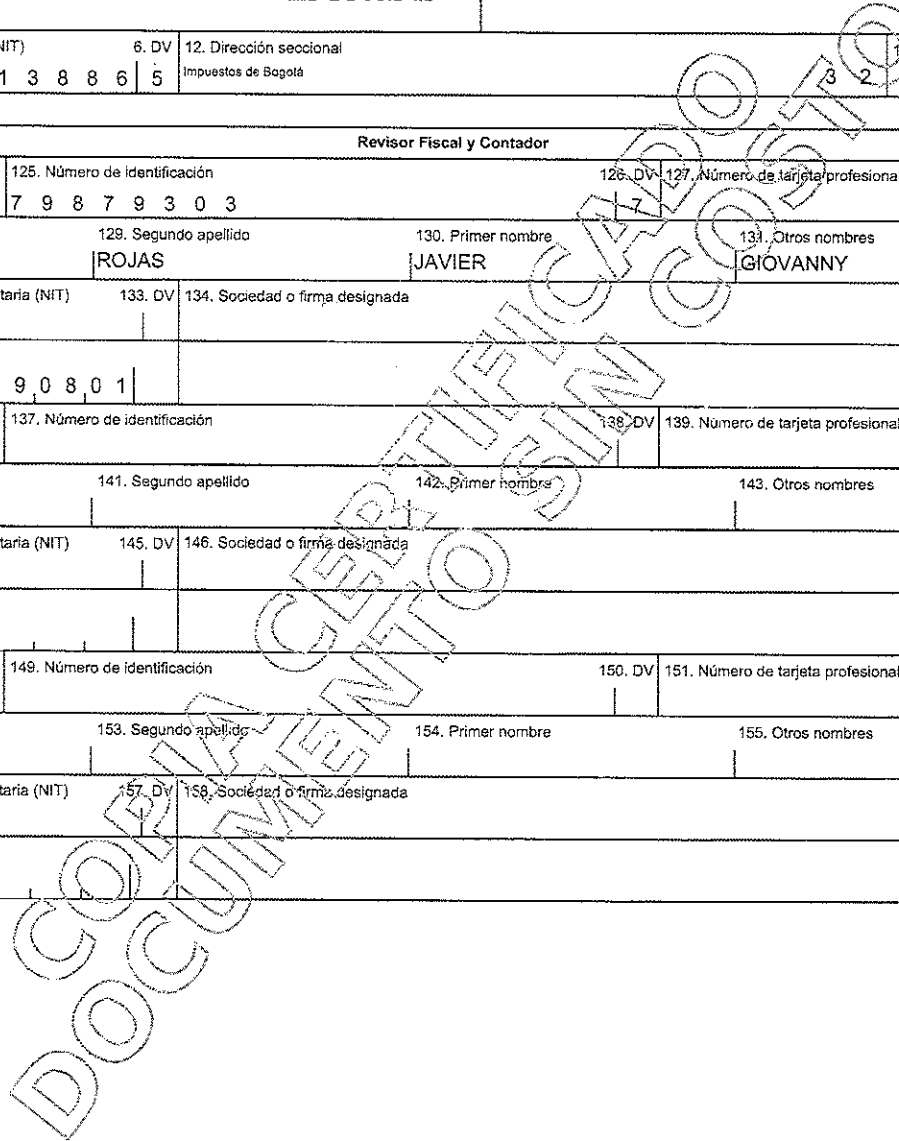 NIT) 6. DV 12. Dirección seccional
1 3 8 8 6 5 Impuestos de Bogotá 3 2
Revisor Fiscal y Contador
125. Número de identificación 126. DV 127. Número de tarjeta profesional
7 9 8 7 9 3 0 3 7
129. Segundo apellido 130. Primer nombre 131. Otros nombres
ROJAS JAVIER GIOVANNY
taria (NIT) 133. DV 134. Sociedad o firma designada
9 0 8 0 1
137. Número de identificación 138. DV 139. Número de tarjeta profesional
141. Segundo apellido 142. Primer nombre 143. Otros nombres
taria (NIT) 145. DV 146. Sociedad o firma designada
149. Número de identificación 150. DV 151. Número de tarjeta profesional
153. Segundo apellido 154. Primer nombre 155. Otros nombres
taria (NIT) 157. DV 158. Sociedad o firma designada
COPIA CERTIFICADO
DOCUMENTO SIN COSTO